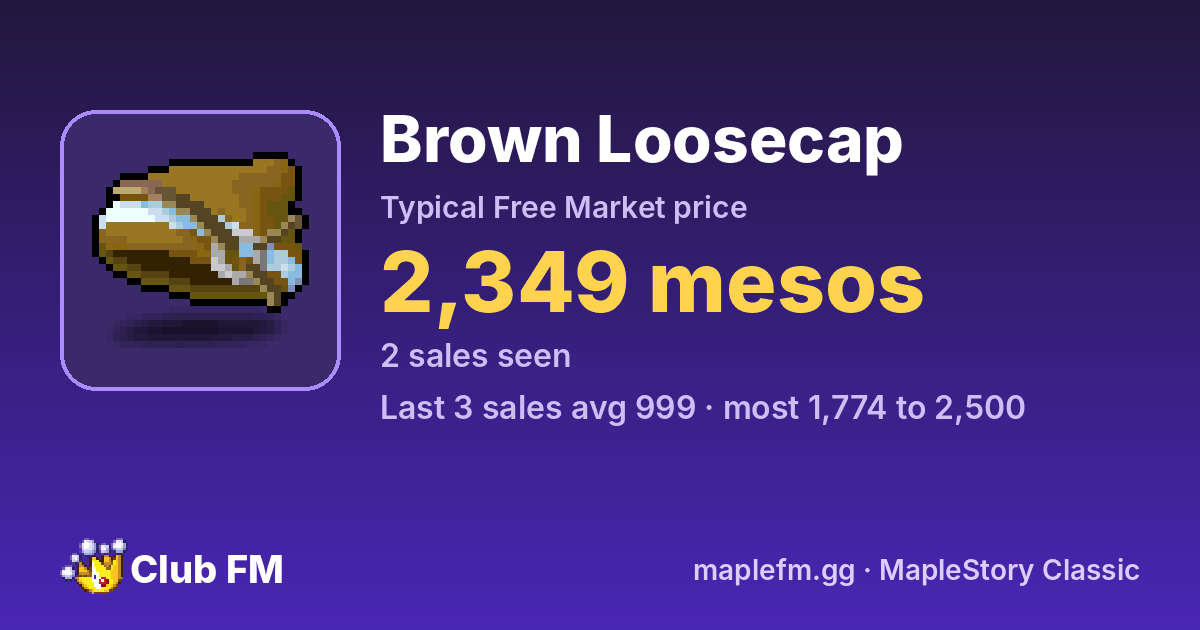 Brown Loosecap
Typical Free Market price
2,349 mesos
2 sales seen
Last 3 sales avg 999 · most 1,774 to 2,500
Club FM
maplefm.gg · MapleStory Classic